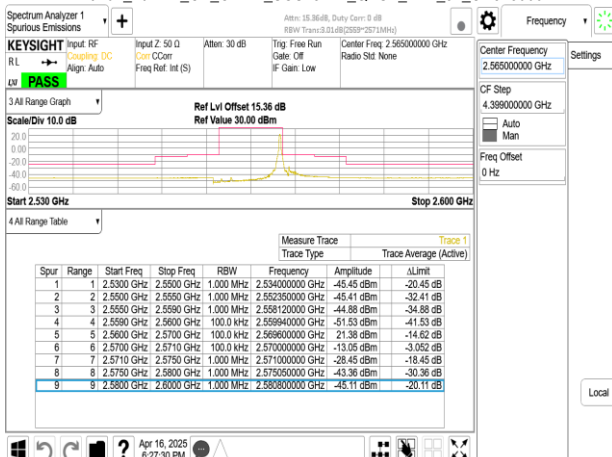 Spectrum Analyzer 1
Spurious Emissions
Attn: 15.36dB, Duty Corr: 0 dB
RBW Trans:3.01dB(2559~2571MHz)
Frequency
KEYSIGHT
RL
PASS
Input: RF
Coupling: DC
Align: Auto
Input Z: 50 Ω
Corr CCorr
Freq Ref: Int (S)
Atten: 30 dB
Trig: Free Run
Gate: Off
IF Gain: Low
Center Freq: 2.565000000 GHz
Radio Std: None
Center Frequency
2.565000000 GHz
Settings
CF Step
4.399000000 GHz
Auto
Man
Freq Offset
0 Hz
3 All Range Graph
Scale/Div 10.0 dB
Ref Lvl Offset 15.36 dB
Ref Value 30.00 dBm
20.0
0.00
-20.0
-40.0
-60.0
Start 2.530 GHz
Stop 2.600 GHz
4 All Range Table
Measure Trace Trace 1
Trace Type Trace Average (Active)
Spur Range Start Freq Stop Freq RBW Frequency Amplitude ΔLimit
1 1 2.5300 GHz 2.5500 GHz 1.000 MHz 2.534000000 GHz -45.45 dBm -20.45 dB
2 2 2.5500 GHz 2.5550 GHz 1.000 MHz 2.552350000 GHz -45.41 dBm -32.41 dB
3 3 2.5550 GHz 2.5590 GHz 1.000 MHz 2.558120000 GHz -44.88 dBm -34.88 dB
4 4 2.5590 GHz 2.5600 GHz 100.0 kHz 2.559940000 GHz -51.53 dBm -41.53 dB
5 5 2.5600 GHz 2.5700 GHz 100.0 kHz 2.569600000 GHz 21.38 dBm -14.62 dB
6 6 2.5700 GHz 2.5710 GHz 100.0 kHz 2.570000000 GHz -13.05 dBm -3.052 dB
7 7 2.5710 GHz 2.5750 GHz 1.000 MHz 2.571000000 GHz -28.45 dBm -18.45 dB
8 8 2.5750 GHz 2.5800 GHz 1.000 MHz 2.575050000 GHz -43.36 dBm -30.36 dB
9 9 2.5800 GHz 2.6000 GHz 1.000 MHz 2.580800000 GHz -45.11 dBm -20.11 dB
Local
Apr 16, 2025
6:27:30 PM